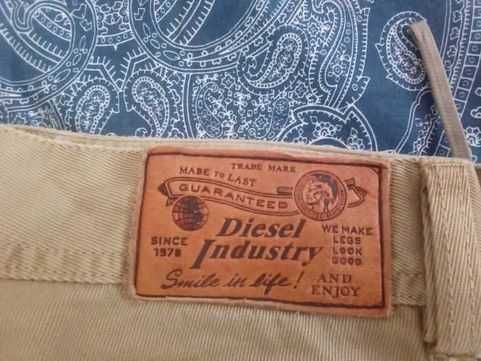 TRADE MARK
MADE TO LAST
GUARANTEED
Diesel
Industry
SINCE
1978
WE MAKE
LEGS
LOOK
GOOD
Smile in life!
AND
ENJOY